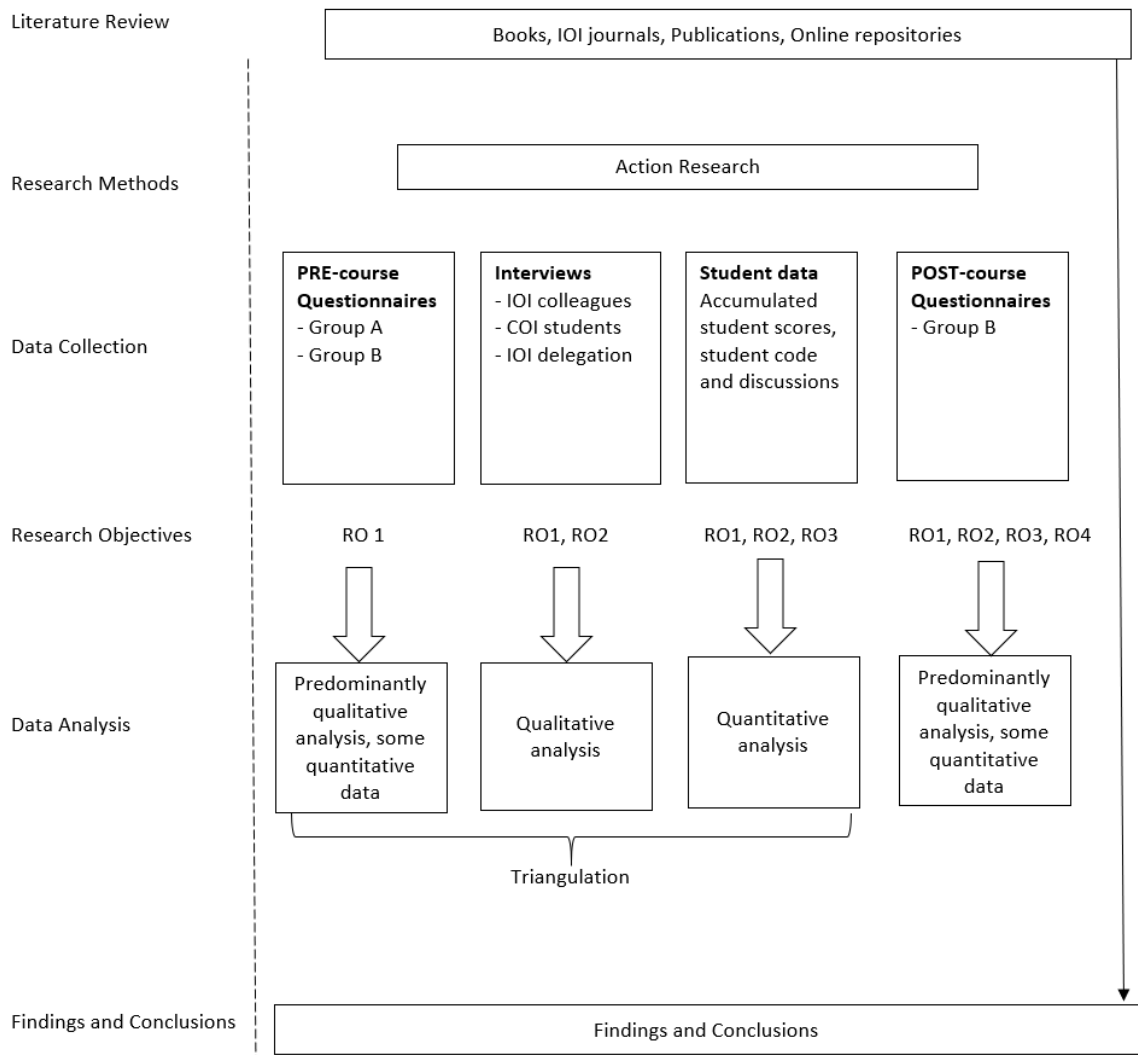 Literature Review
Books, IOI journals, Publications, Online repositories
Research Methods
Action Research
Data Collection
PRE-course
Questionnaires
- Group A
- Group B
Interviews
- IOI colleagues
- COI students
- IOI delegation
Student data
Accumulated
student scores,
student code
and discussions
POST-course
Questionnaires
- Group B
Research Objectives
RO 1
RO1, RO2
RO1, RO2, RO3
RO1, RO2, RO3, RO4
Data Analysis
Predominantly
qualitative
analysis, some
quantitative
data
Qualitative
analysis
Quantitative
analysis
Predominantly
qualitative
analysis, some
quantitative
data
Triangulation
Findings and Conclusions
Findings and Conclusions